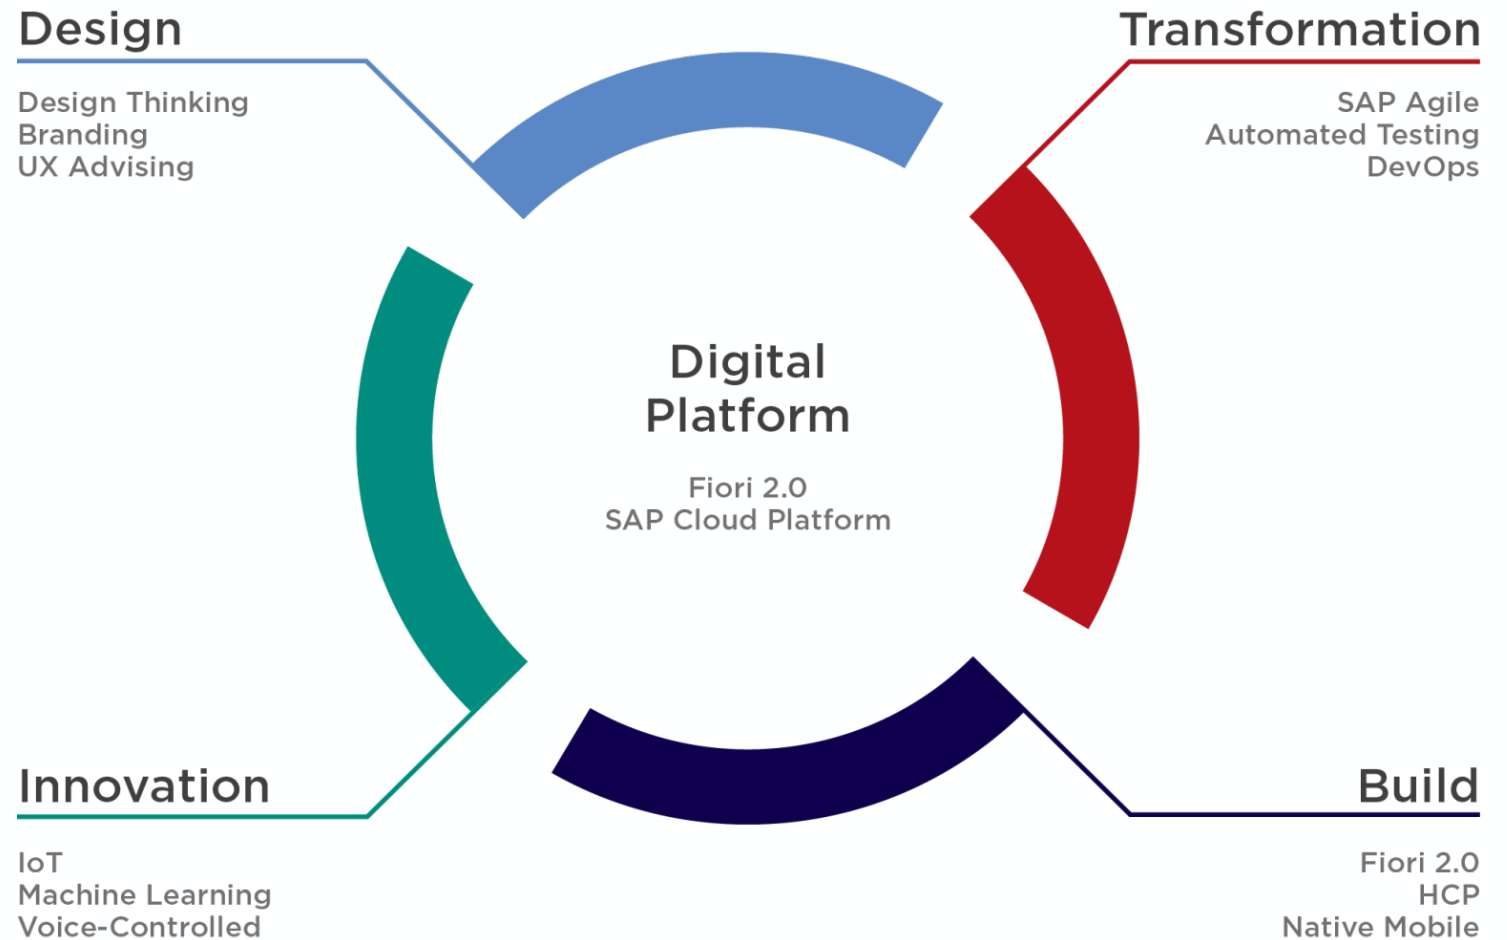 Design
Design Thinking
Branding
UX Advising
Transformation
SAP Agile
Automated Testing
DevOps
Digital
Platform
Fiori 2.0
SAP Cloud Platform
Innovation
IoT
Machine Learning
Voice-Controlled
Build
Fiori 2.0
HCP
Native Mobile